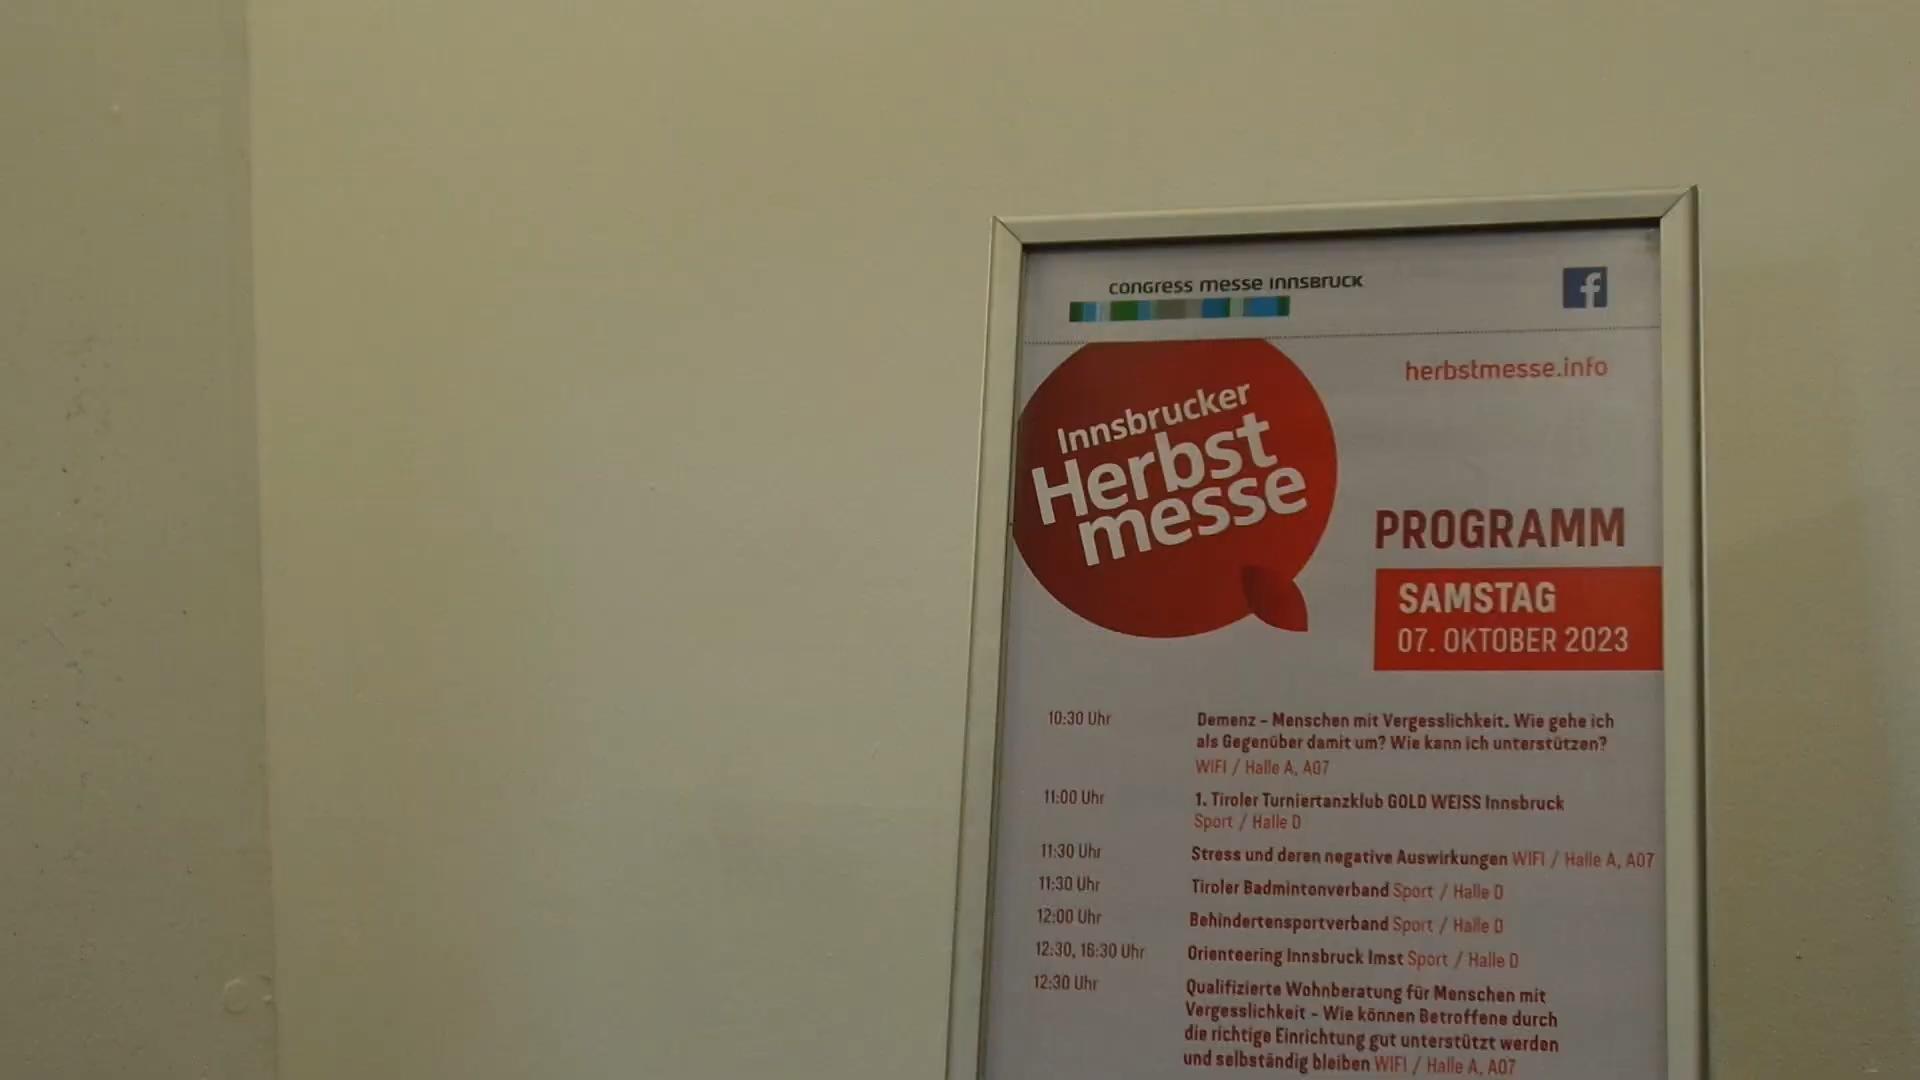 congress messe innsbruck
f
herbstmesse.info
Innsbrucker
Herbst
messe
PROGRAMM
SAMSTAG
07. OKTOBER 2023
10:30 Uhr Demenz – Menschen mit Vergesslichkeit. Wie gehe ich
als Gegenüber damit um? Wie kann ich unterstützen?
WIFI / Halle A, A07
11:00 Uhr 1. Tiroler Turniertanzklub GOLD WEISS Innsbruck
Sport / Halle D
11:30 Uhr Stress und deren negative Auswirkungen WIFI / Halle A, A07
11:30 Uhr Tiroler Badmintonverband Sport / Halle D
12:00 Uhr Behindertensportverband Sport / Halle D
12:30, 16:30 Uhr Orienteering Innsbruck Imst Sport / Halle D
12:30 Uhr Qualifizierte Wohnberatung für Menschen mit
Vergesslichkeit – Wie können Betroffene durch
die richtige Einrichtung gut unterstützt werden
und selbständig bleiben WIFI / Halle A, A07